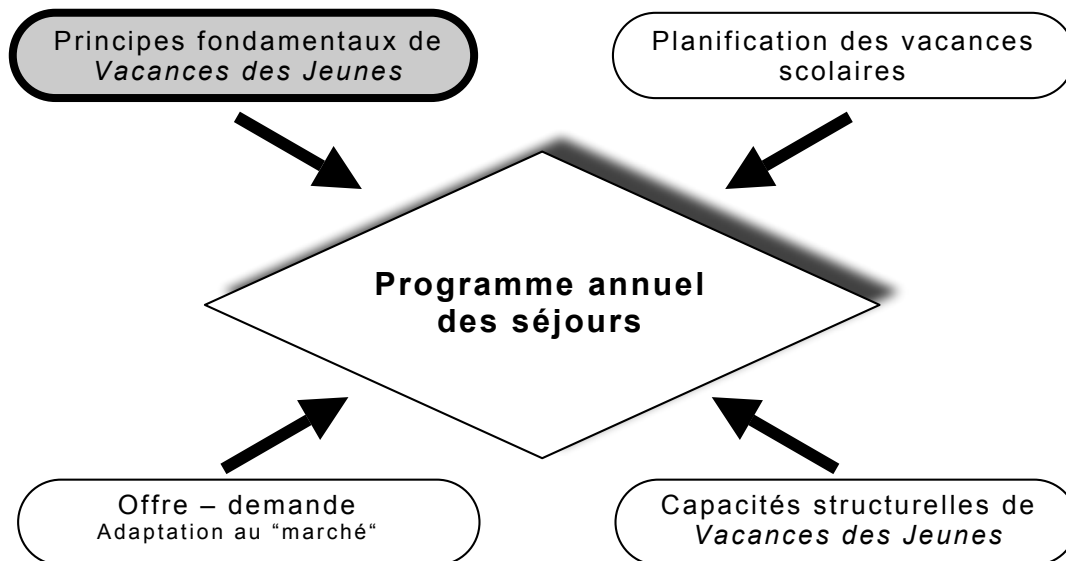 Principes fondamentaux de
Vacances des Jeunes
Planification des vacances
scolaires
Programme annuel
des séjours
Offre – demande
Adaptation au “marché“
Capacités structurelles de
Vacances des Jeunes